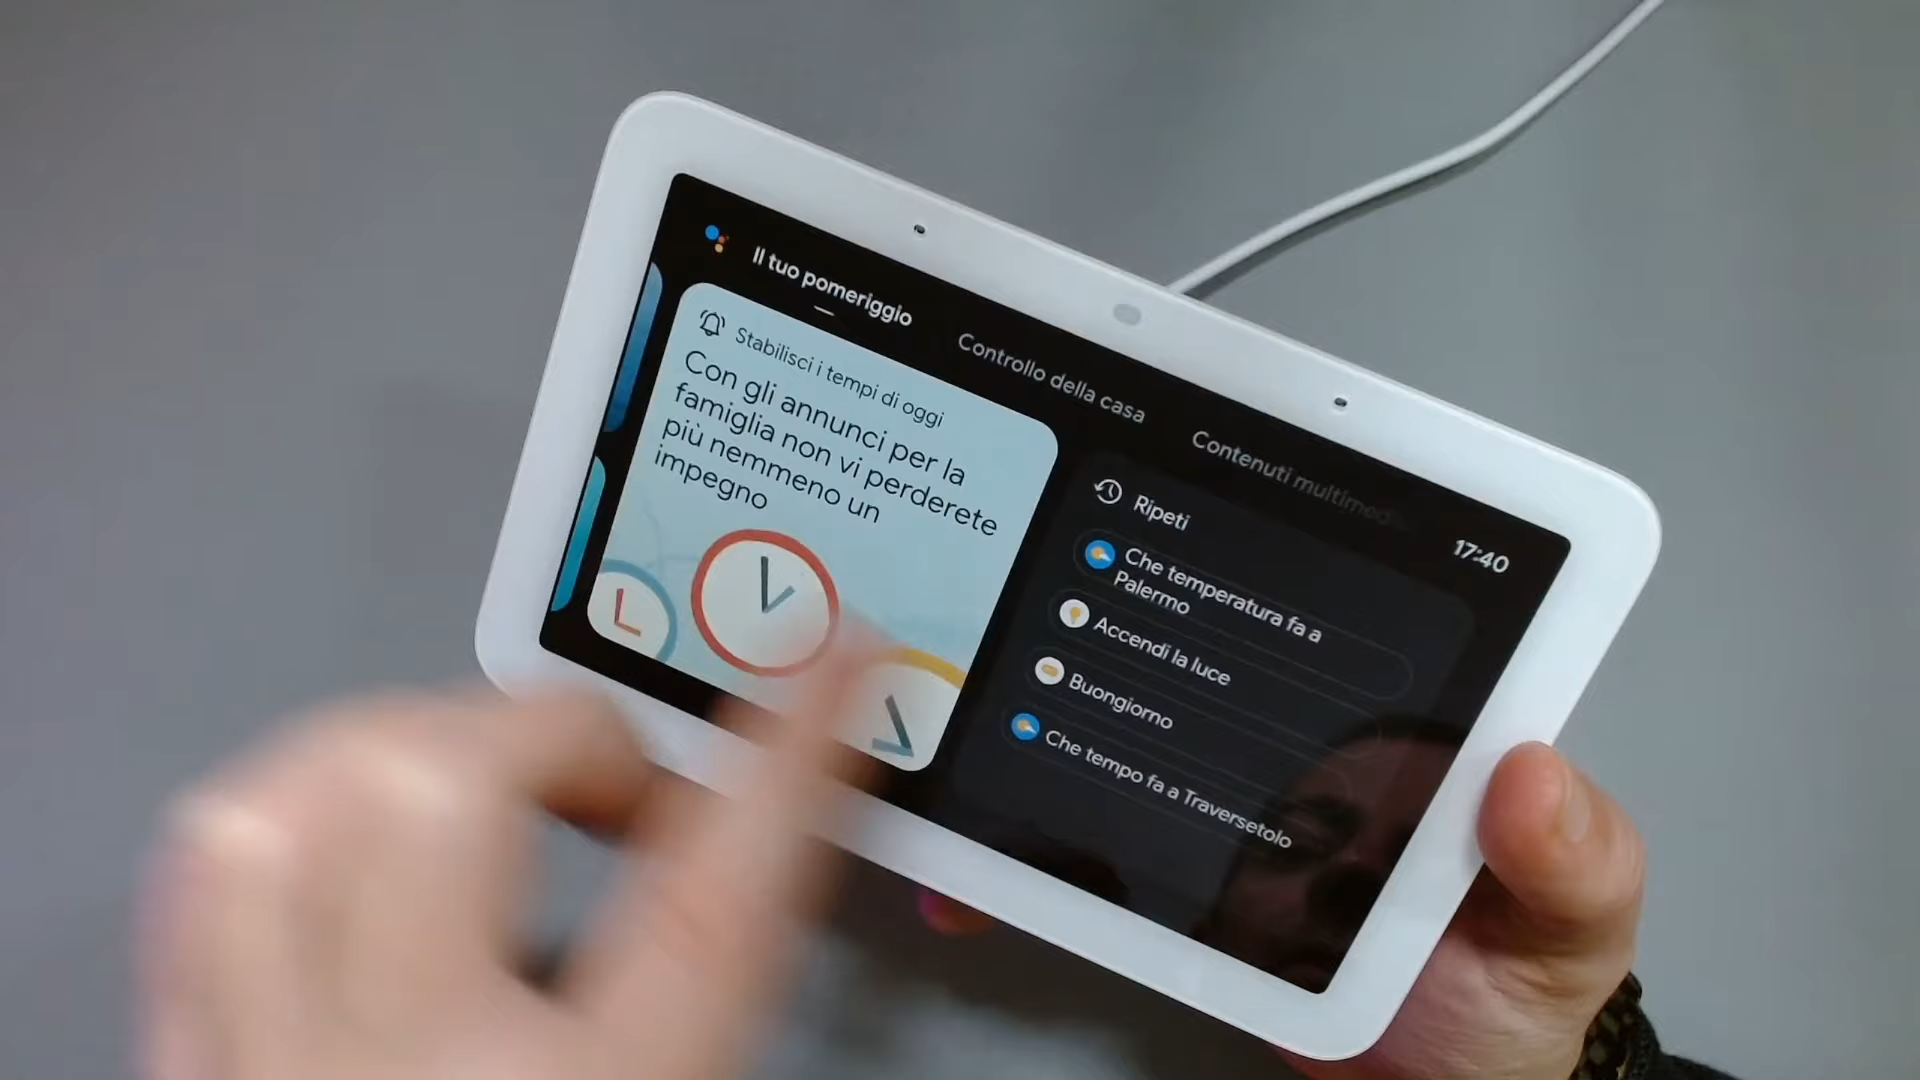 Il tuo pomeriggio
Controllo della casa
Contenuti multimed
Stabilisci i tempi di oggi
Con gli annunci per la
famiglia non vi perderete
più nemmeno un
impegno
17:40
Ripeti
Che temperatura fa a
Palermo
Accendi la luce
Buongiorno
Che tempo fa a Traversetolo